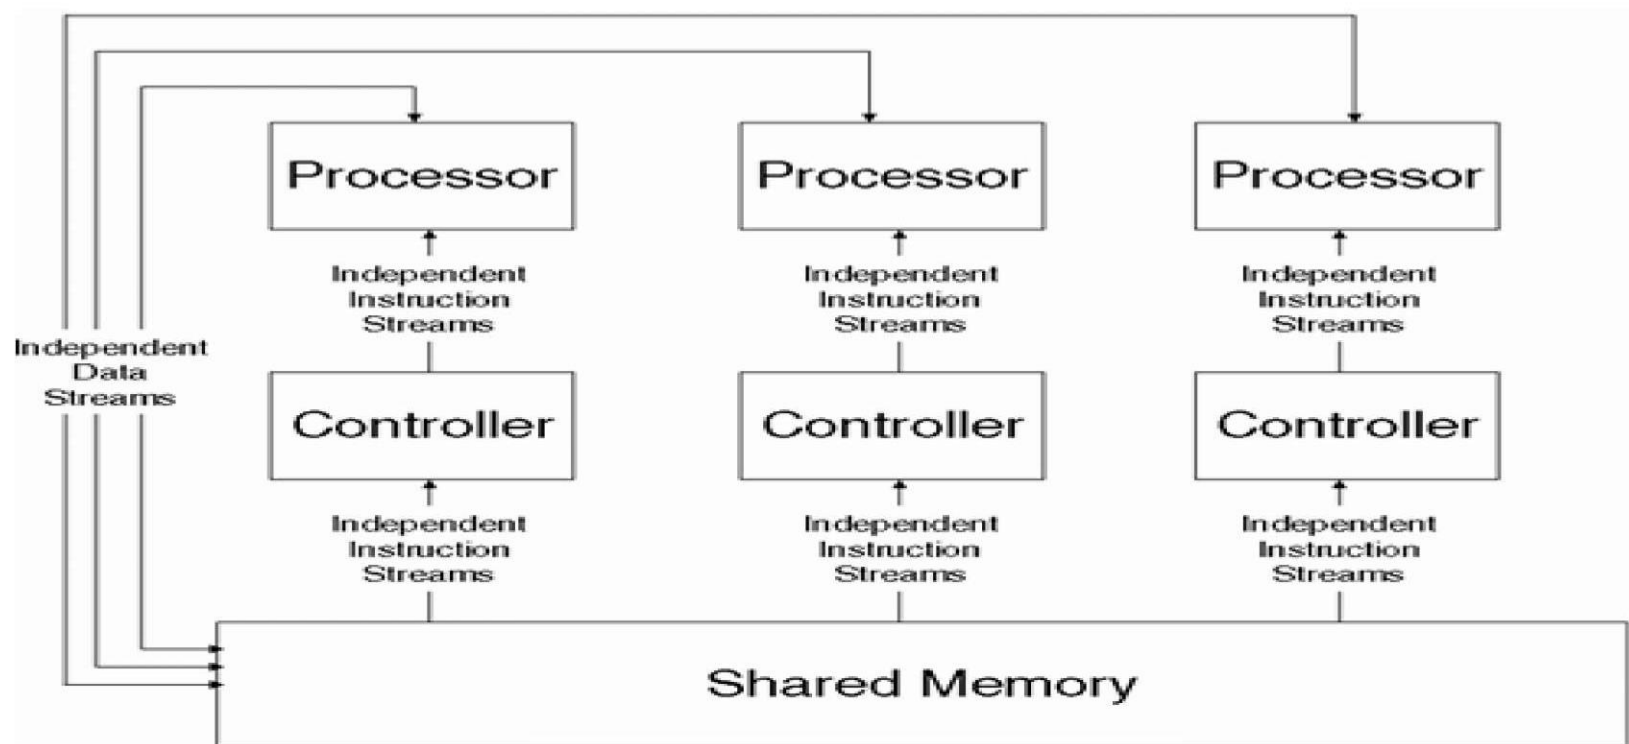 Processor
Processor
Processor
Independent
Instruction
Streams
Independent
Instruction
Streams
Independent
Instruction
Streams
Independent
Data
Streams
Controller
Controller
Controller
Independent
Instruction
Streams
Independent
Instruction
Streams
Independent
Instruction
Streams
Shared Memory